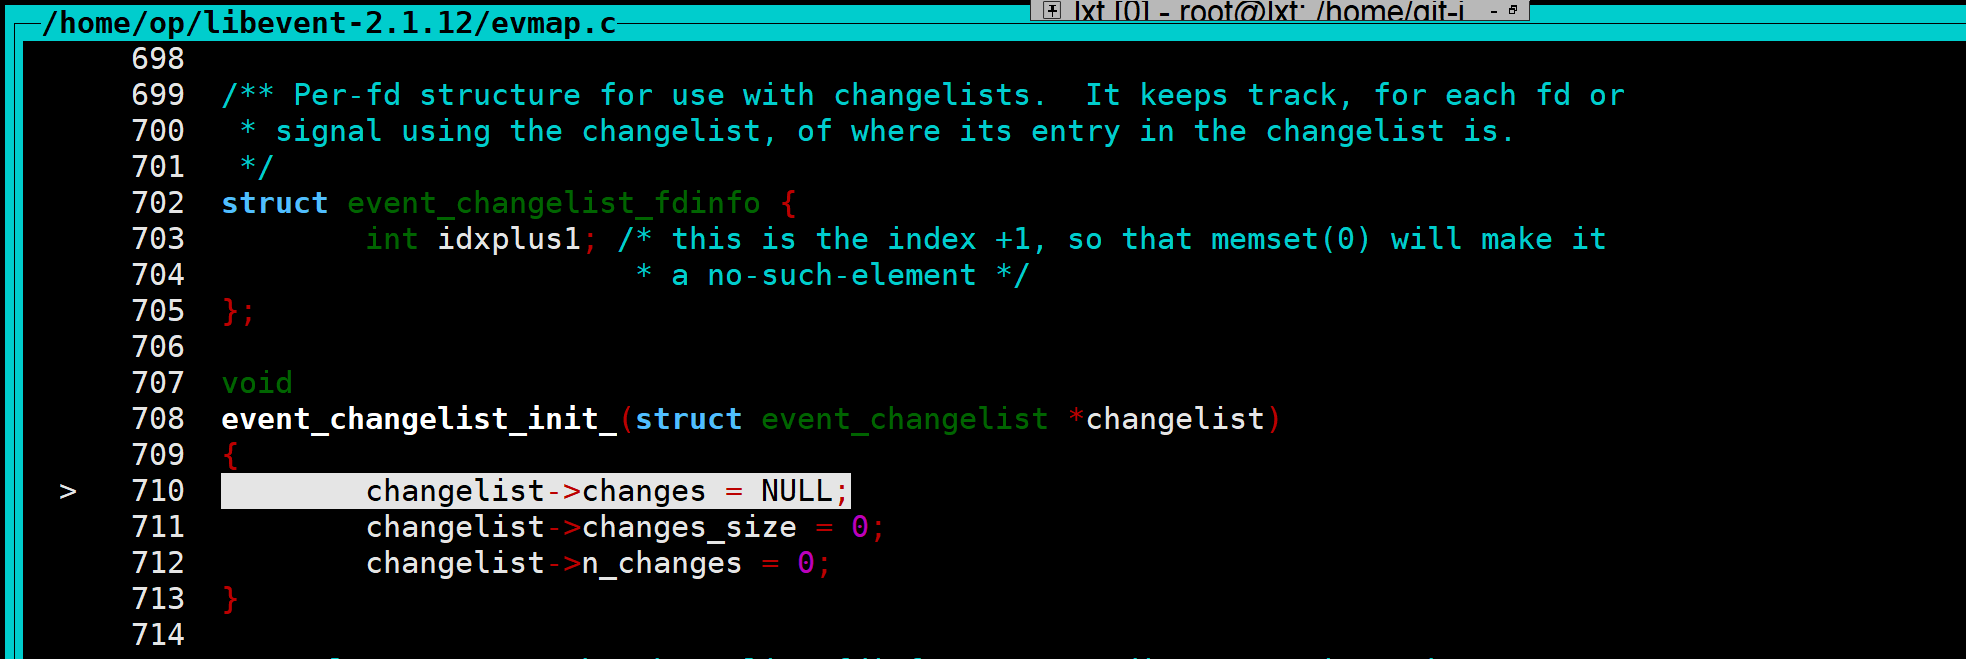 /home/op/libevent-2.1.12/evmap.c
lxt [0] - root@lxt: /home/git-i
698
699  /** Per-fd structure for use with changelists.  It keeps track, for each fd or
700   * signal using the changelist, of where its entry in the changelist is.
701   */
702  struct event_changelist_fdinfo {
703          int idxplus1; /* this is the index +1, so that memset(0) will make it
704                         * a no-such-element */
705  };
706
707  void
708  event_changelist_init_(struct event_changelist *changelist)
709  {
> 710          changelist->changes = NULL;
711          changelist->changes_size = 0;
712          changelist->n_changes = 0;
713  }
714